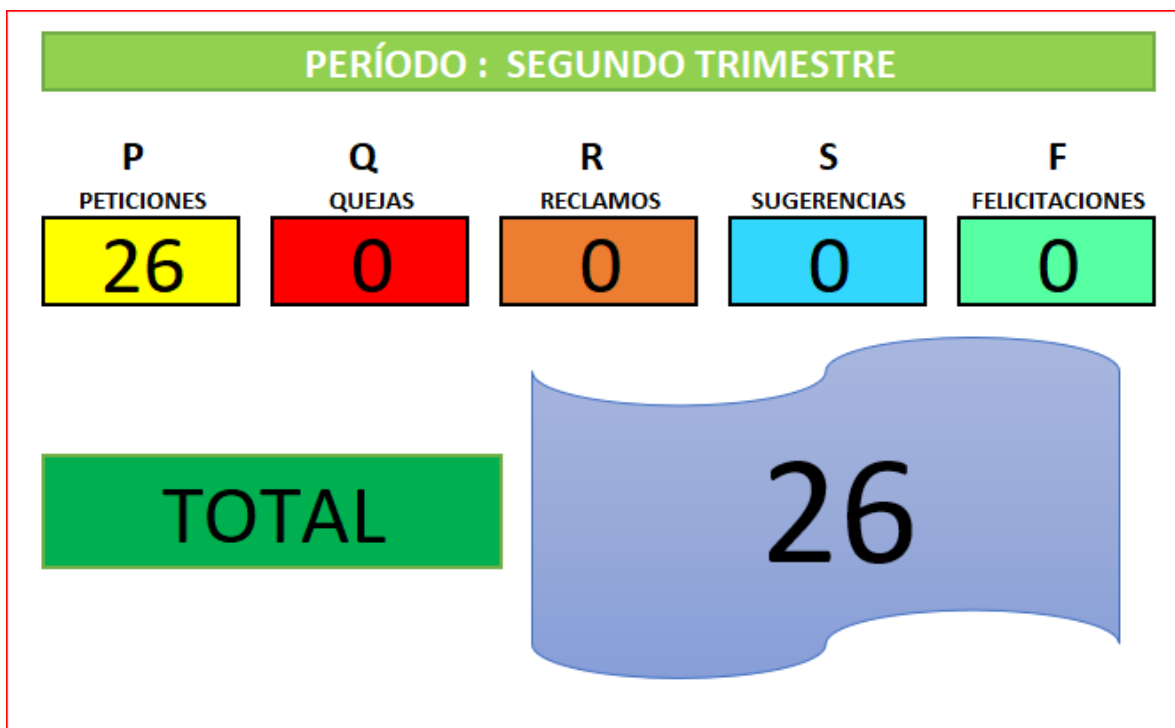 PERÍODO :  SEGUNDO TRIMESTRE
P Q R S F
PETICIONES QUEJAS RECLAMOS SUGERENCIAS FELICITACIONES
26 0 0 0 0
TOTAL 26